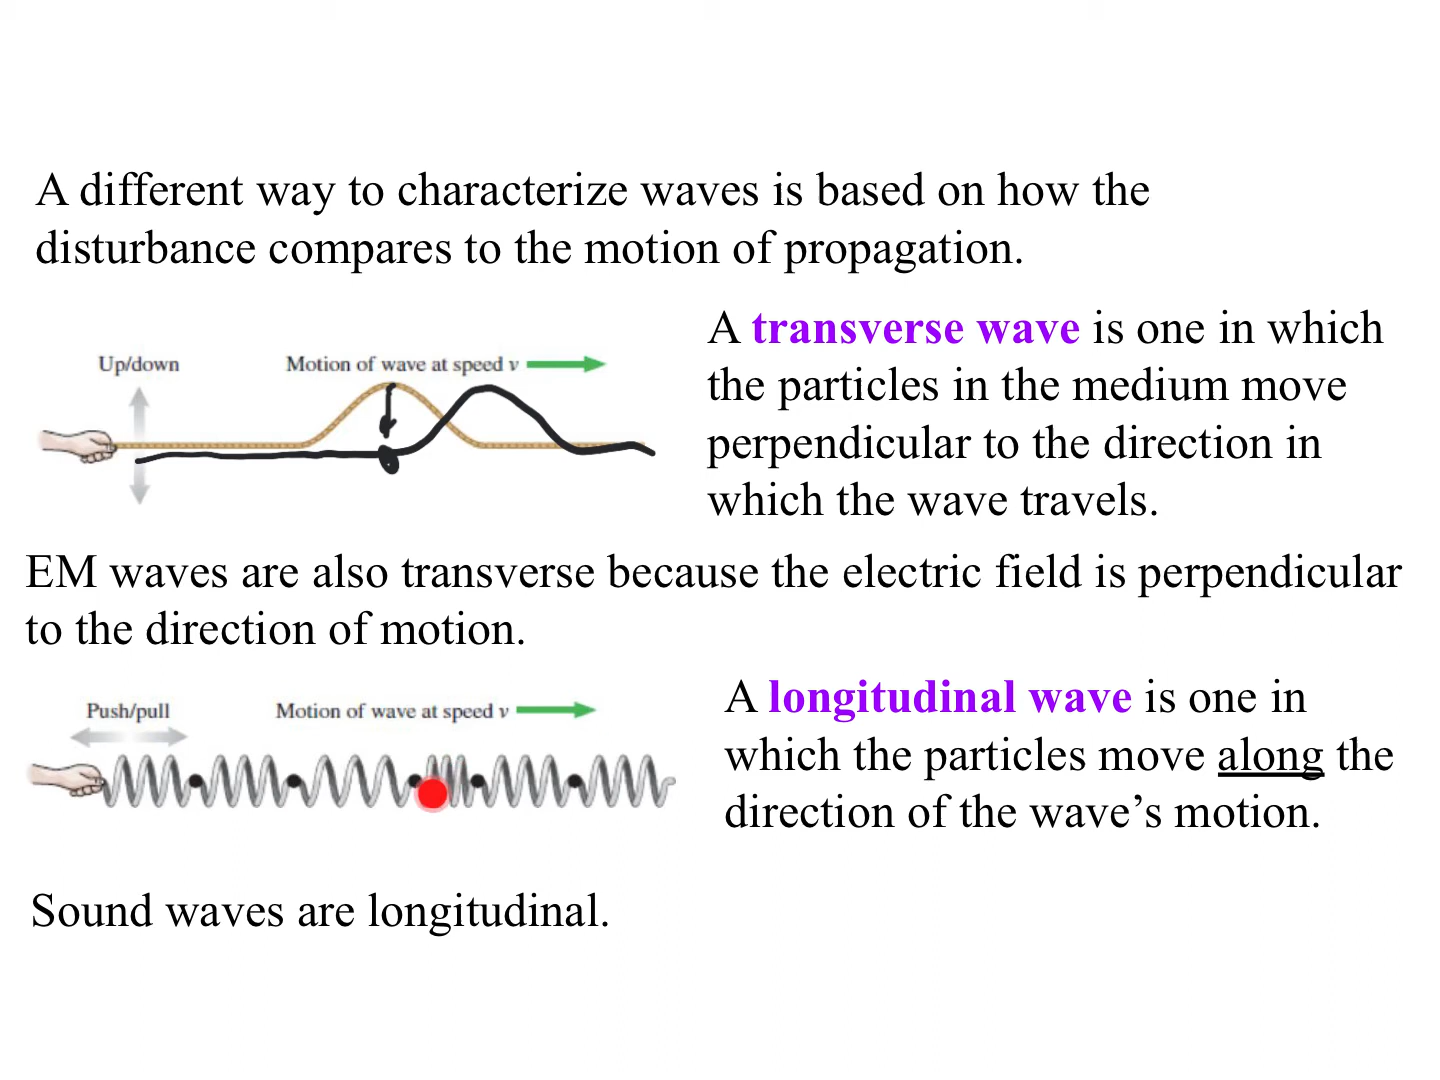 A different way to characterize waves is based on how the
disturbance compares to the motion of propagation.
Up/down
Motion of wave at speed v
A transverse wave is one in which
the particles in the medium move
perpendicular to the direction in
which the wave travels.
EM waves are also transverse because the electric field is perpendicular
to the direction of motion.
Push/pull
Motion of wave at speed v
A longitudinal wave is one in
which the particles move along the
direction of the wave’s motion.
Sound waves are longitudinal.